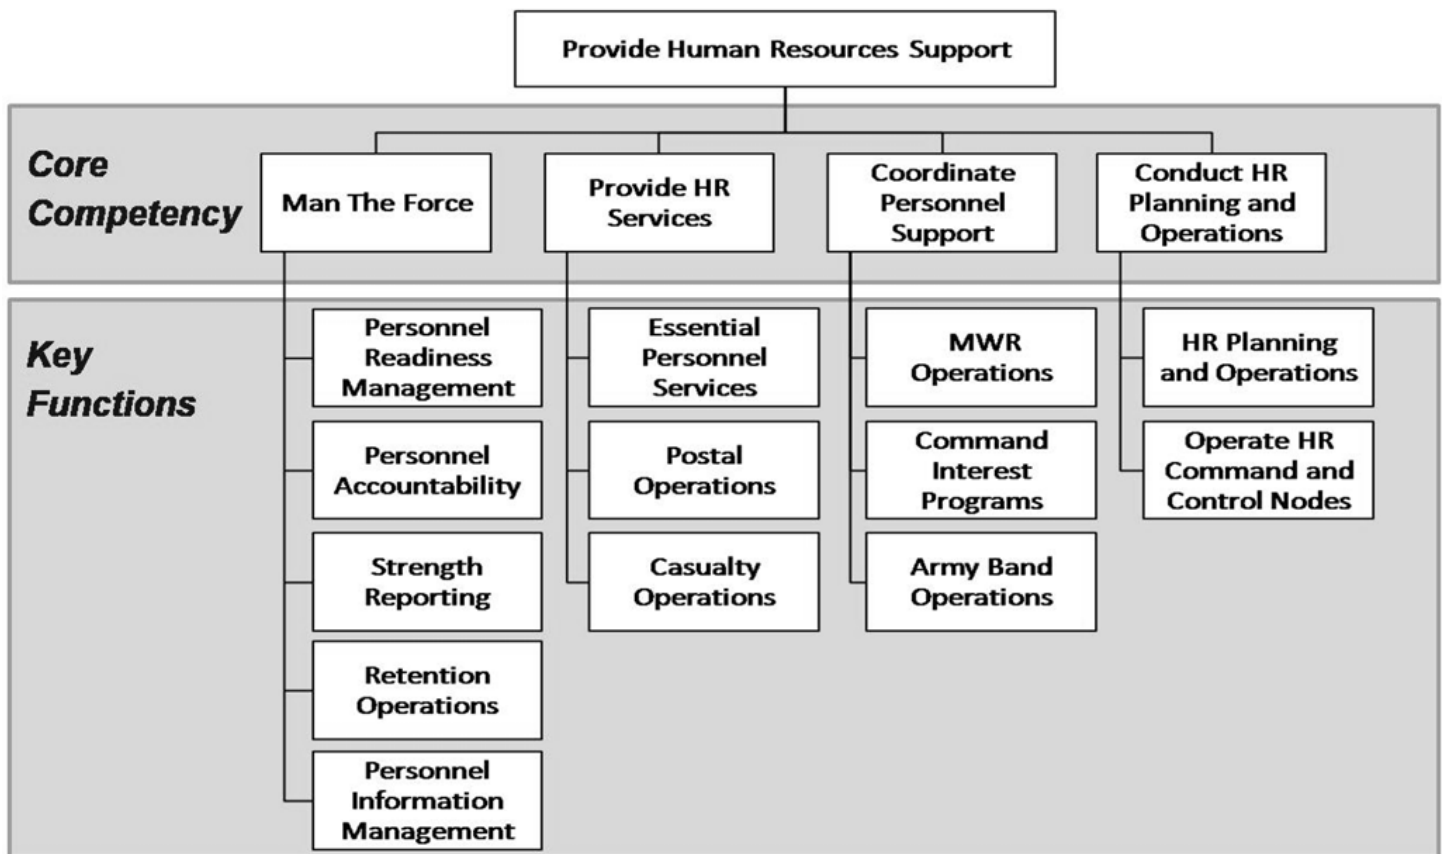 Provide Human Resources Support
Core
Competency
Man The Force
Provide HR
Services
Coordinate
Personnel
Support
Conduct HR
Planning and
Operations
Key
Functions
Personnel
Readiness
Management
Personnel
Accountability
Strength
Reporting
Retention
Operations
Personnel
Information
Management
Essential
Personnel
Services
Postal
Operations
Casualty
Operations
MWR
Operations
Command
Interest
Programs
Army Band
Operations
HR Planning
and Operations
Operate HR
Command and
Control Nodes